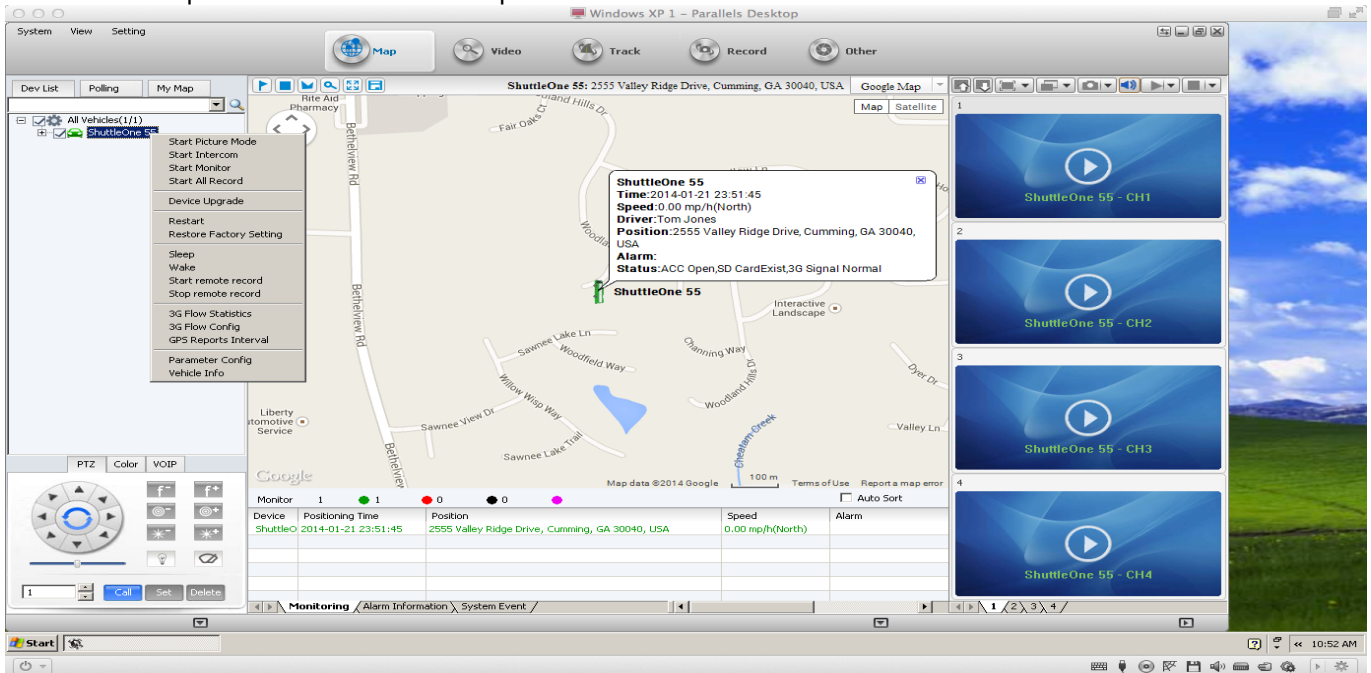 Windows XP 1 – Parallels Desktop
System View Setting
Map Video Track Record Other
Dev List Polling My Map
ShuttleOne 55: 2555 Valley Ridge Drive, Cumming, GA 30040, USA Google Map
All Vehicles(1/1)
ShuttleOne 55
Start Picture Mode
Start Intercom
Start Monitor
Start All Record
Device Upgrade
Restart
Restore Factory Setting
Sleep
Wake
Start remote record
Stop remote record
3G Flow Statistics
3G Flow Config
GPS Reports Interval
Parameter Config
Vehicle Info
Rite Aid
Pharmacy
Map Satellite
Fair Oaks
Bethelview Rd
ShuttleOne 55
Time:2014-01-21 23:51:45
Speed:0.00 mp/h(North)
Driver:Tom Jones
Position:2555 Valley Ridge Drive, Cumming, GA 30040,
USA
Alarm:
Status:ACC Open,SD CardExist,3G Signal Normal
ShuttleOne 55
Bethelview Rd
Interactive
Landscape
Sawnee Lake Ln
Woodfield Way
Channing Way
Dyer Dr
Woodland Hills Dr
Willow Wisp Way
Liberty
Service
Sawnee View Dr
Sawnee Lake Trail
Cheatam Creek
Valley Ln
Google
Map data ©2014 Google 100 m Terms of Use Report a map error
1
ShuttleOne 55 - CH1
2
ShuttleOne 55 - CH2
3
ShuttleOne 55 - CH3
4
ShuttleOne 55 - CH4
PTZ Color VOIP
f- f+
1 Call Set Delete
Monitor 1 1 0 0 Auto Sort
Device Positioning Time Position Speed Alarm
ShuttleO 2014-01-21 23:51:45 2555 Valley Ridge Drive, Cumming, GA 30040, USA 0.00 mp/h(North)
Monitoring Alarm Information System Event
1 2 3 4
Start
10:52 AM